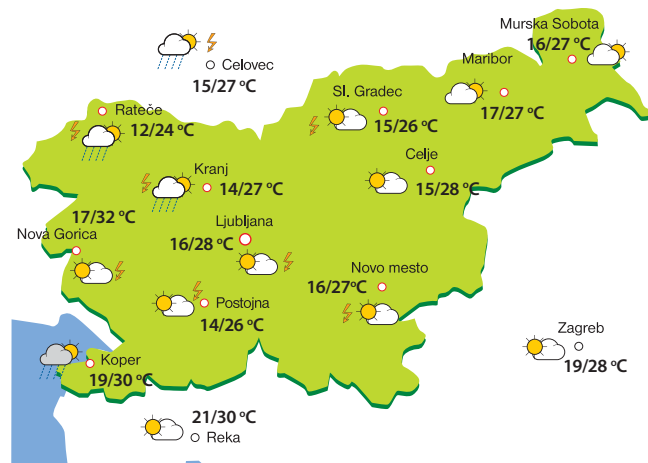 Murska Sobota
16/27 °C
Maribor
17/27 °C
Celovec
15/27 °C
Sl. Gradec
15/26 °C
Rateče
12/24 °C
Celje
15/28 °C
Kranj
14/27 °C
17/32 °C
Nova Gorica
Ljubljana
16/28 °C
Novo mesto
16/27°C
Postojna
14/26 °C
Zagreb
19/28 °C
Koper
19/30 °C
21/30 °C
Reka